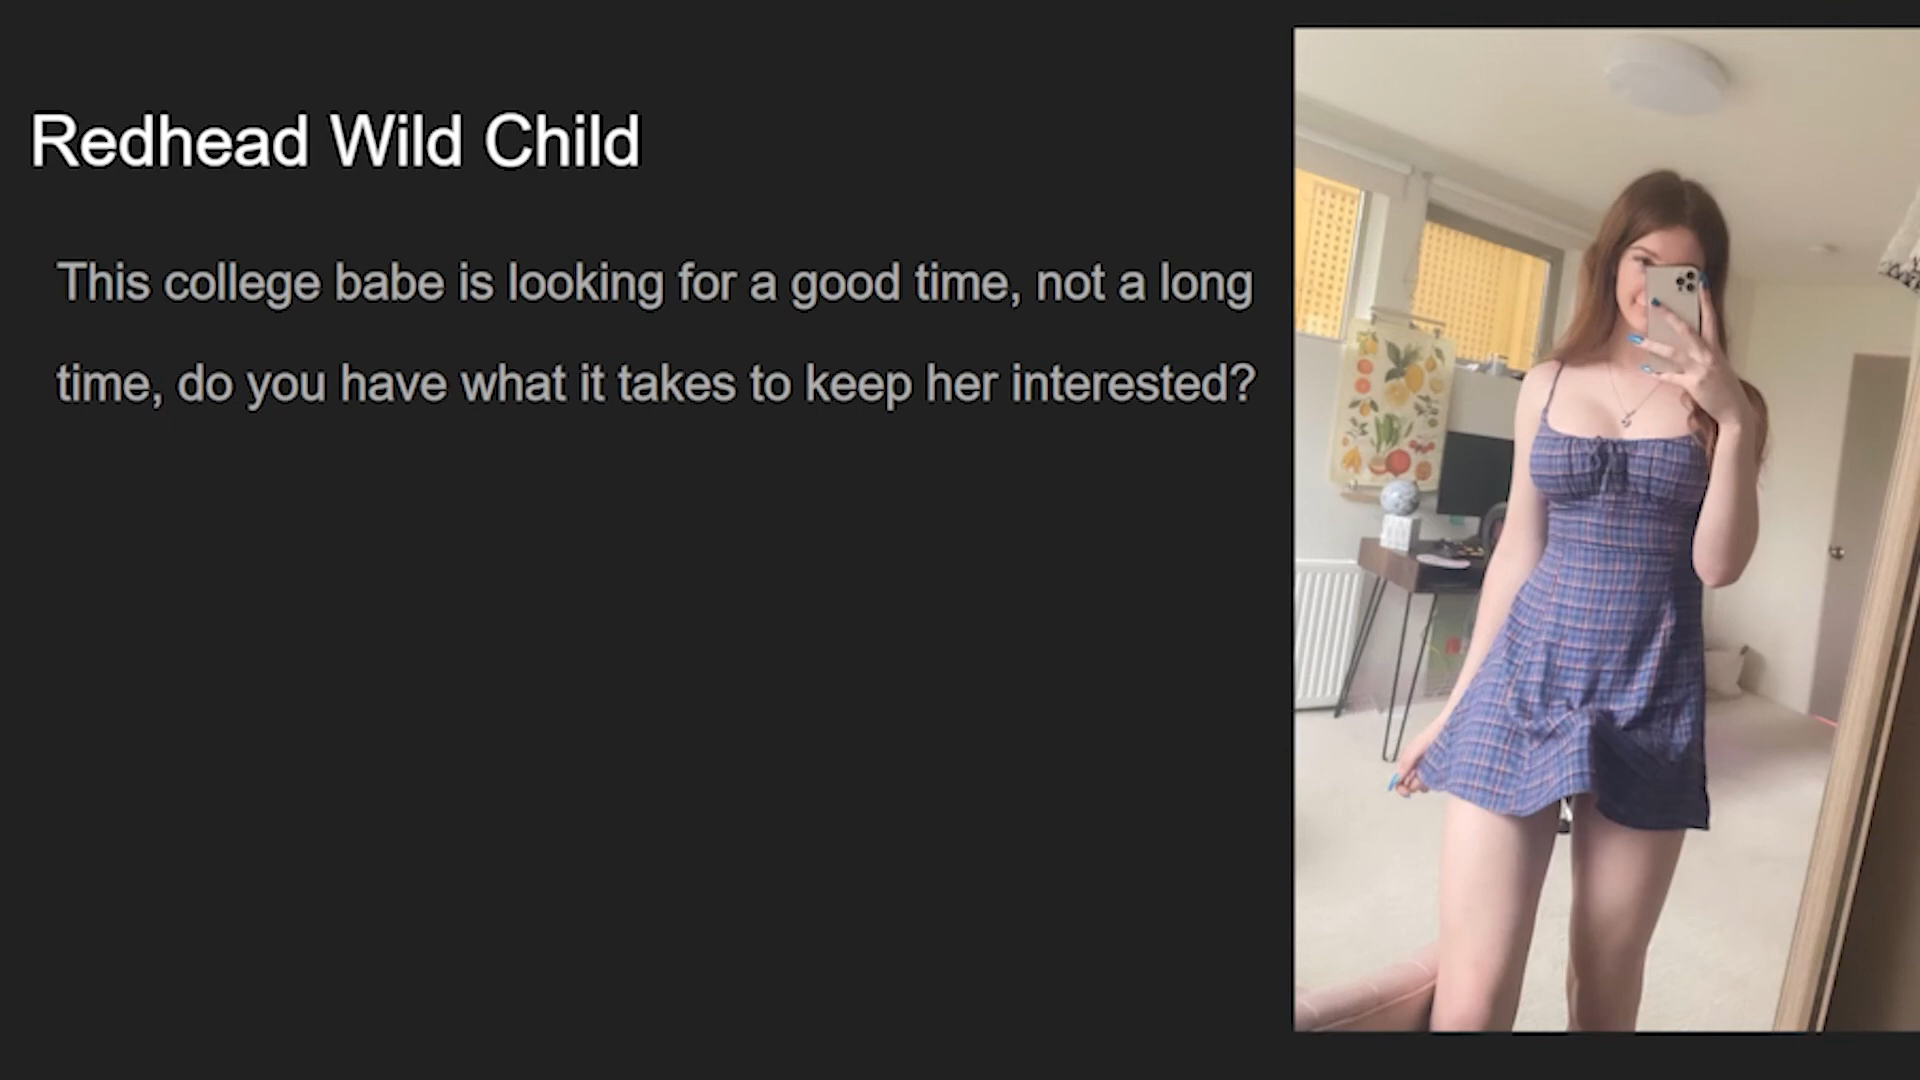 Redhead Wild Child
This college babe is looking for a good time, not a long
time, do you have what it takes to keep her interested?